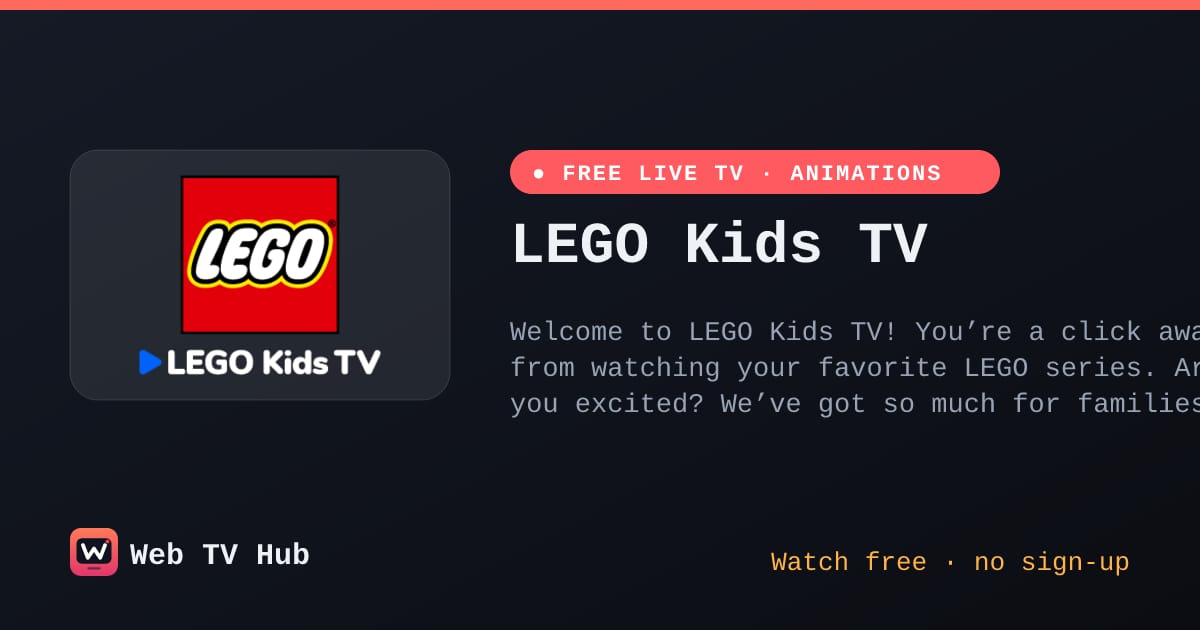 LEGO
LEGO Kids TV
● FREE LIVE TV · ANIMATIONS
LEGO Kids TV
Welcome to LEGO Kids TV! You’re a click
from watching your favorite LEGO series.
you excited? We’ve got so much for families
Web TV Hub
Watch free · no sign-up